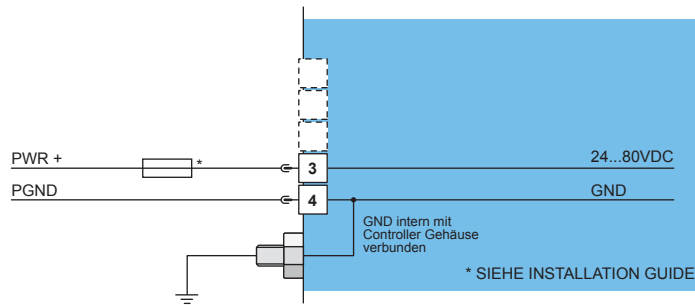 PWR +
*
3
24...80VDC
PGND
4
GND
GND intern mit
Controller Gehäuse
verbunden
* SIEHE INSTALLATION GUIDE